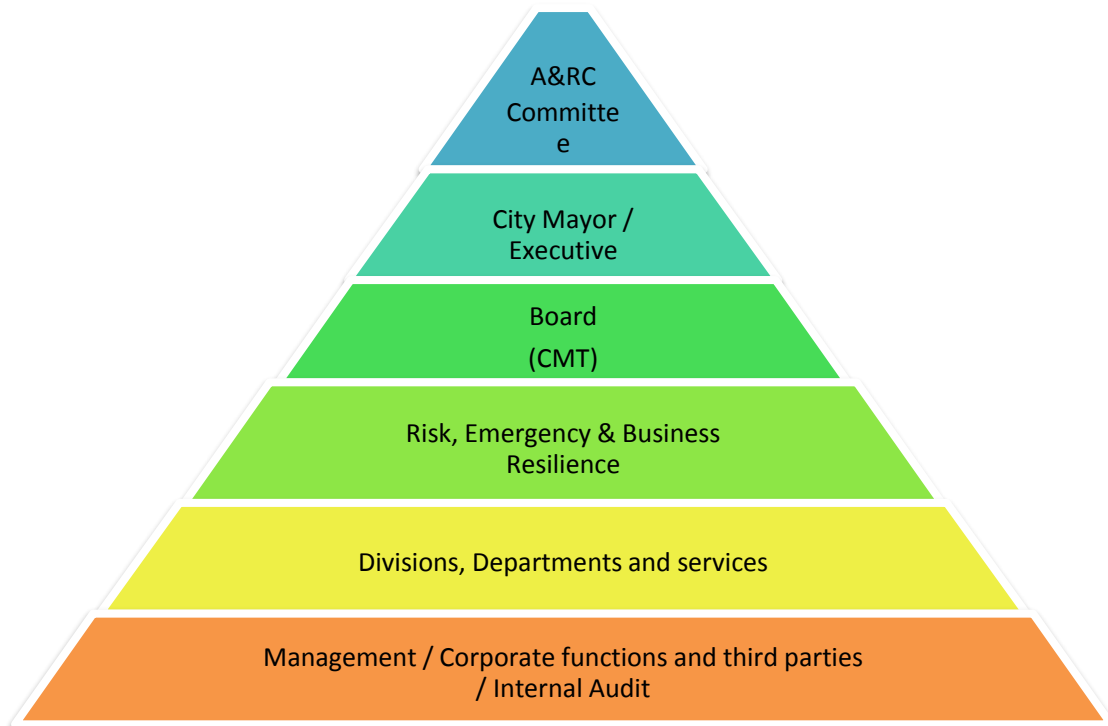 A&RC
Committe
e
City Mayor /
Executive
Board
(CMT)
Risk, Emergency & Business
Resilience
Divisions, Departments and services
Management / Corporate functions and third parties
/ Internal Audit